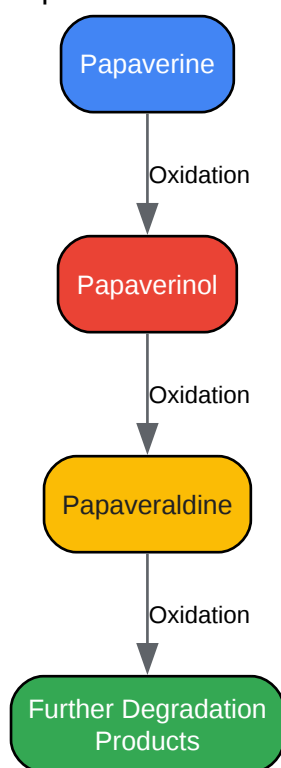 Papaverine
Oxidation
Papaverinol
Oxidation
Papaveraldine
Oxidation
Further Degradation
Products